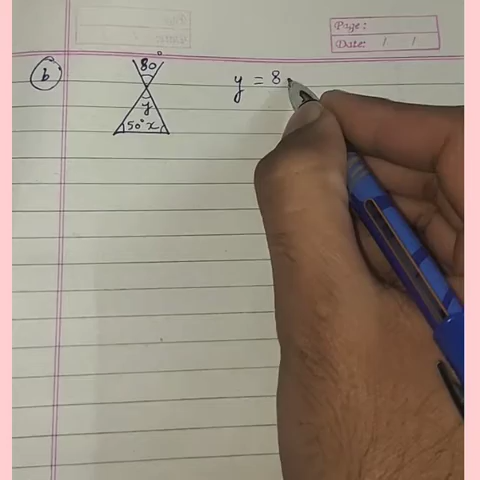 Page:
Date: / /
b 80° y = 8
y
50° x